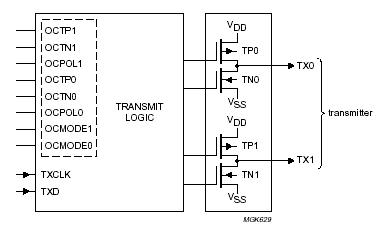 OCTP1
OCTN1
OCPOL1
OCTP0
OCTN0
OCPOL0
OCMODE1
OCMODE0
TXCLK
TXD
TRANSMIT
LOGIC
VDD
TP0
TX0
TN0
VSS
VDD
TP1
TX1
TN1
VSS
transmitter
MGK629